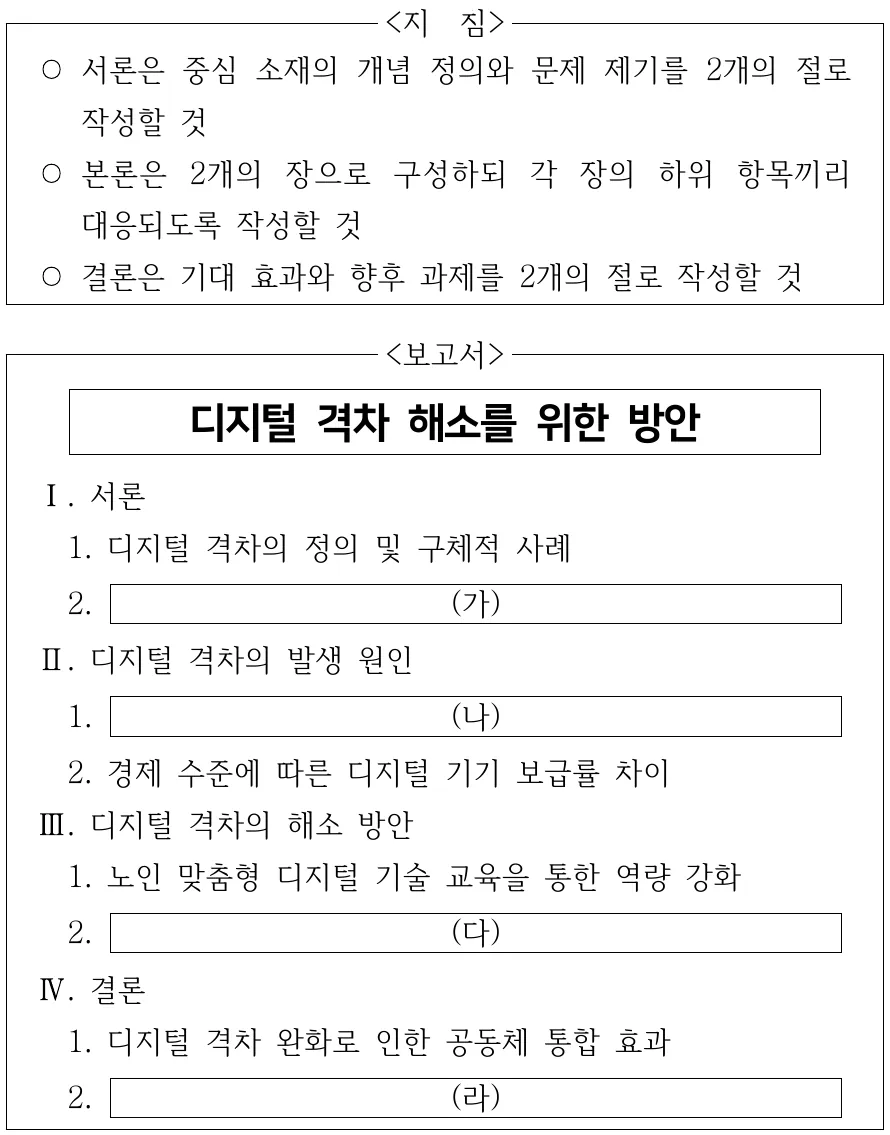 <지 짐>
○ 서론은 중심 소재의 개념 정의와 문제 제기를 2개의 절로
작성할 것
○ 본론은 2개의 장으로 구성하되 각 장의 하위 항목끼리
대응되도록 작성할 것
○ 결론은 기대 효과와 향후 과제를 2개의 절로 작성할 것
<보고서>
디지털 격차 해소를 위한 방안
Ⅰ. 서론
1. 디지털 격차의 정의 및 구체적 사례
2. (가)
Ⅱ. 디지털 격차의 발생 원인
1. (나)
2. 경제 수준에 따른 디지털 기기 보급률 차이
Ⅲ. 디지털 격차의 해소 방안
1. 노인 맞춤형 디지털 기술 교육을 통한 역량 강화
2. (다)
Ⅳ. 결론
1. 디지털 격차 완화로 인한 공동체 통합 효과
2. (라)